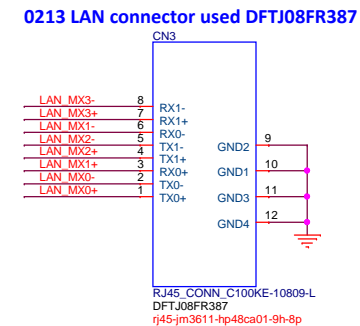 0213 LAN connector used DFTJ08FR387
CN3
LAN_MX3- 8 RX1-
LAN_MX3+ 7 RX1+
LAN_MX1- 6 RX0-
LAN_MX2- 5 TX1- GND2 9
LAN_MX2+ 4 TX1+
LAN_MX1+ 3 RX0+ GND1 10
LAN_MX0- 2 TX0- GND3 11
LAN_MX0+ 1 TX0+
GND4 12
RJ45_CONN_C100KE-10809-L
DFTJ08FR387
rj45-jm3611-hp48ca01-9h-8p